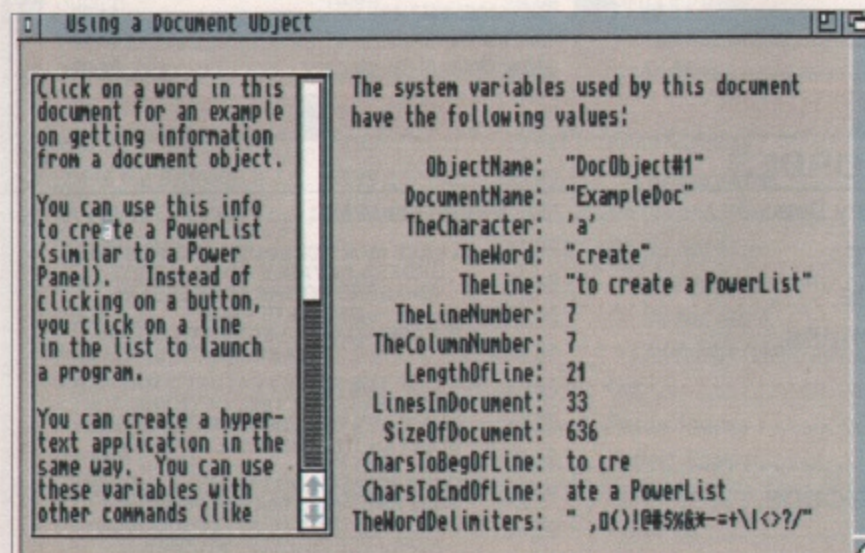 Using a Document Object
Click on a word in this
document for an example
on getting information
from a document object.
You can use this info
to create a PowerList
(similar to a Power
Panel). Instead of
clicking on a button,
you click on a line
in the list to launch
a program.
You can create a hyper-
text application in the
same way. You can use
these variables with
other commands (like
The system variables used by this document
have the following values:
ObjectName: "DocObject#1"
DocumentName: "ExampleDoc"
TheCharacter: 'a'
TheWord: "create"
TheLine: "to create a PowerList"
TheLineNumber: 7
TheColumnNumber: 7
LengthOfLine: 21
LinesInDocument: 33
SizeOfDocument: 636
CharsToBegOfLine: to cre
CharsToEndOfLine: ate a PowerList
TheWordDelimiters: " ,▯()!@#$%&*-=+\|<>?/"